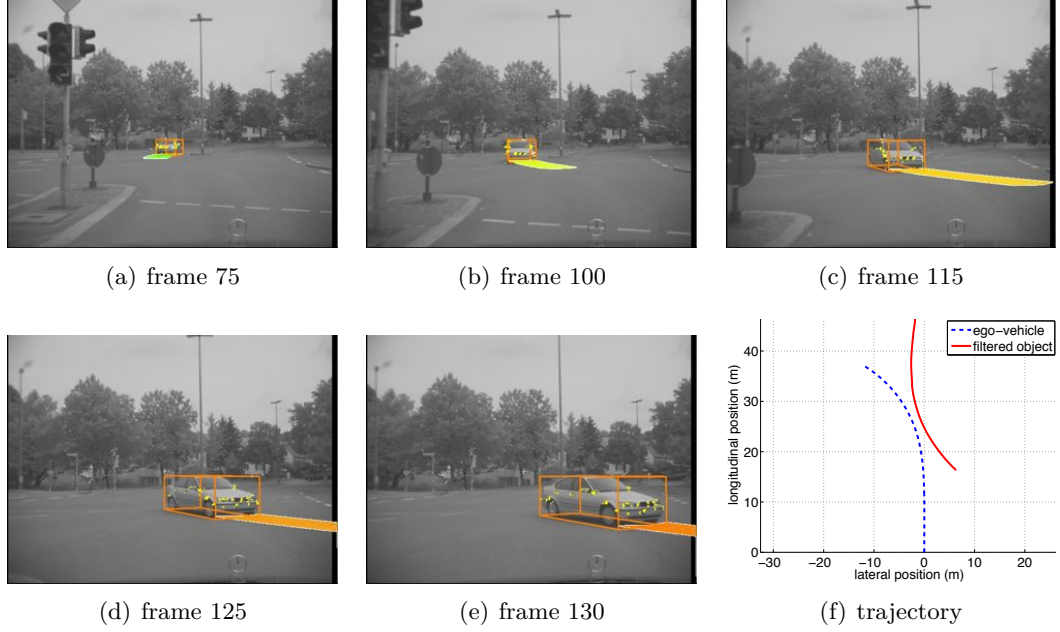 (a) frame 75
(b) frame 100
(c) frame 115
(d) frame 125
(e) frame 130
ego−vehicle
filtered object
longitudinal position (m)
40
30
20
10
0
−30
−20
−10
0
10
20
lateral position (m)
(f) trajectory